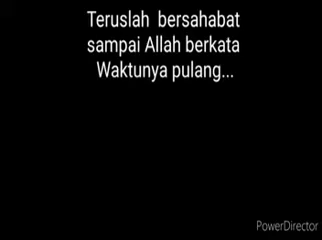 Teruslah bersahabat
sampai Allah berkata
Waktunya pulang...
PowerDirector